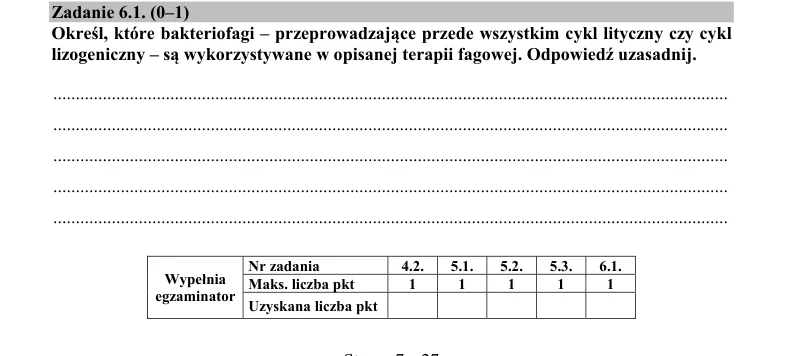 Zadanie 6.1. (0–1)
Określ, które bakteriofagi – przeprowadzające przede wszystkim cykl lityczny czy cykl
lizogeniczny – są wykorzystywane w opisanej terapii fagowej. Odpowiedź uzasadnij.
Wypełnia egzaminator
Nr zadania 4.2. 5.1. 5.2. 5.3. 6.1.
Maks. liczba pkt 1 1 1 1 1
Uzyskana liczba pkt